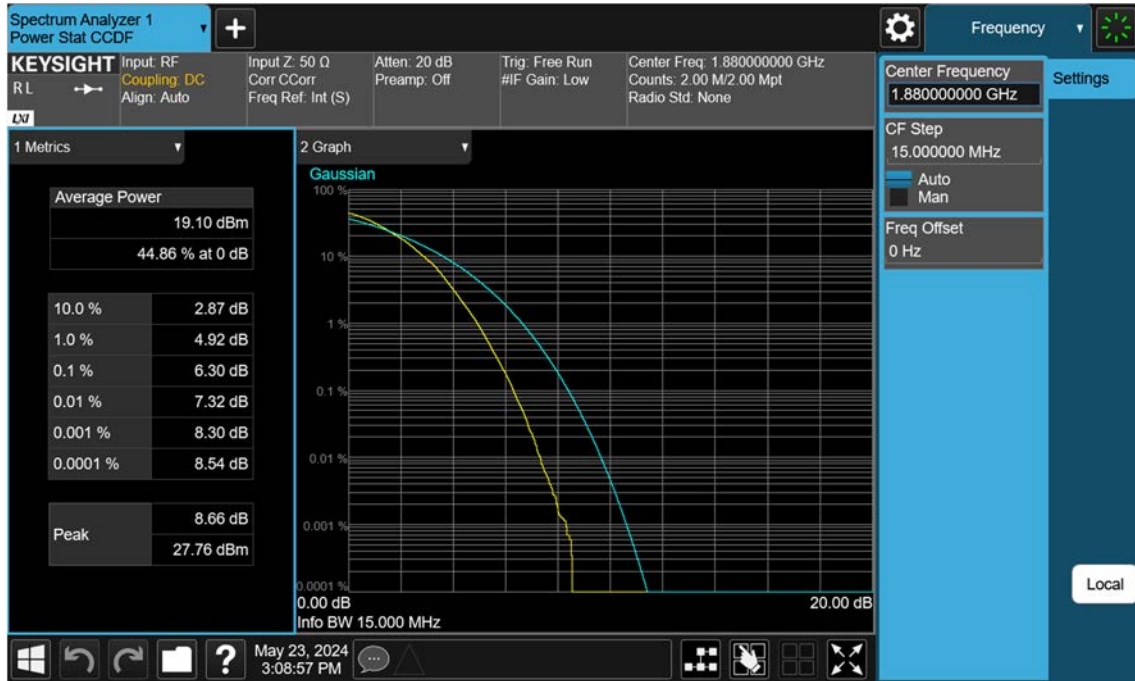 Spectrum Analyzer 1
Power Stat CCDF
Frequency
KEYSIGHT
R L
LXI
Input: RF
Coupling: DC
Align: Auto
Input Z: 50 Ω
Corr CCorr
Freq Ref: Int (S)
Atten: 20 dB
Preamp: Off
Trig: Free Run
#IF Gain: Low
Center Freq: 1.880000000 GHz
Counts: 2.00 M/2.00 Mpt
Radio Std: None
Center Frequency
1.880000000 GHz
Settings
CF Step
15.000000 MHz
Auto
Man
Freq Offset
0 Hz
1 Metrics
Average Power
19.10 dBm
44.86 % at 0 dB
10.0 % 2.87 dB
1.0 % 4.92 dB
0.1 % 6.30 dB
0.01 % 7.32 dB
0.001 % 8.30 dB
0.0001 % 8.54 dB
Peak 8.66 dB
27.76 dBm
2 Graph
Gaussian
100 %
10 %
1 %
0.1 %
0.01 %
0.001 %
0.0001 %
0.00 dB 20.00 dB
Info BW 15.000 MHz
Local
?
May 23, 2024
3:08:57 PM